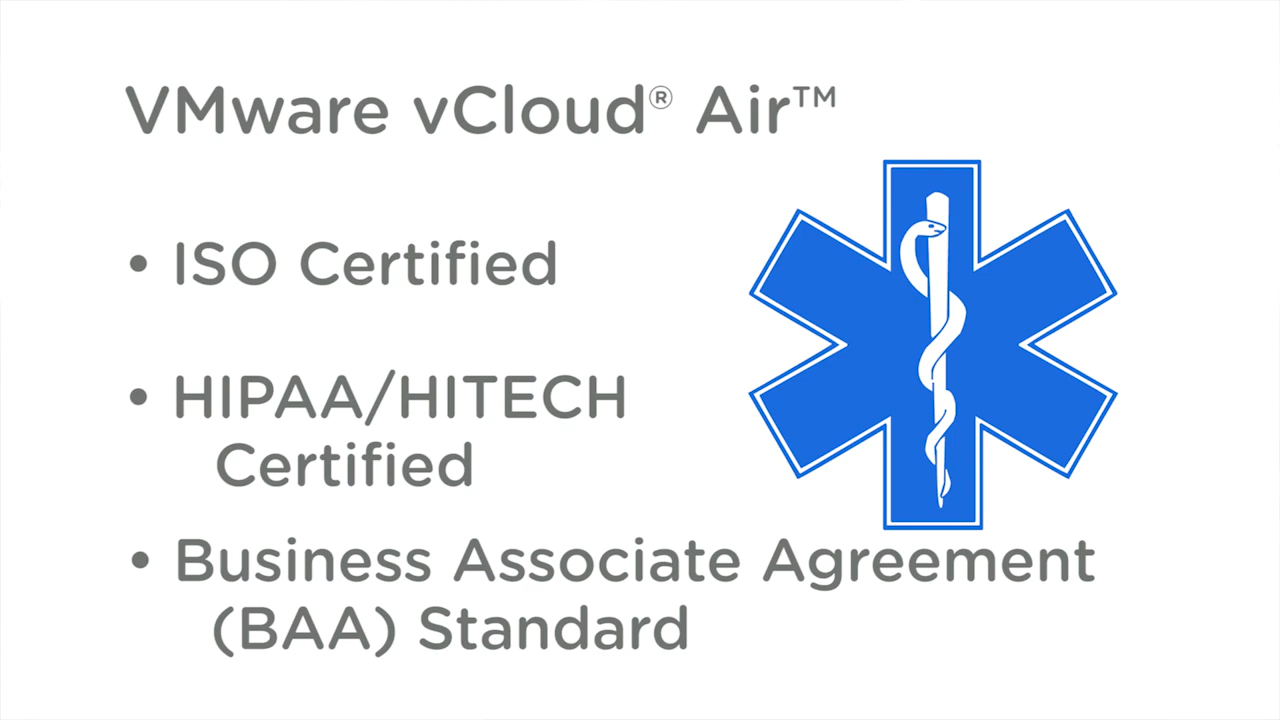 VMware vCloud® Air™
• ISO Certified
• HIPAA/HITECH
Certified
• Business Associate Agreement
(BAA) Standard